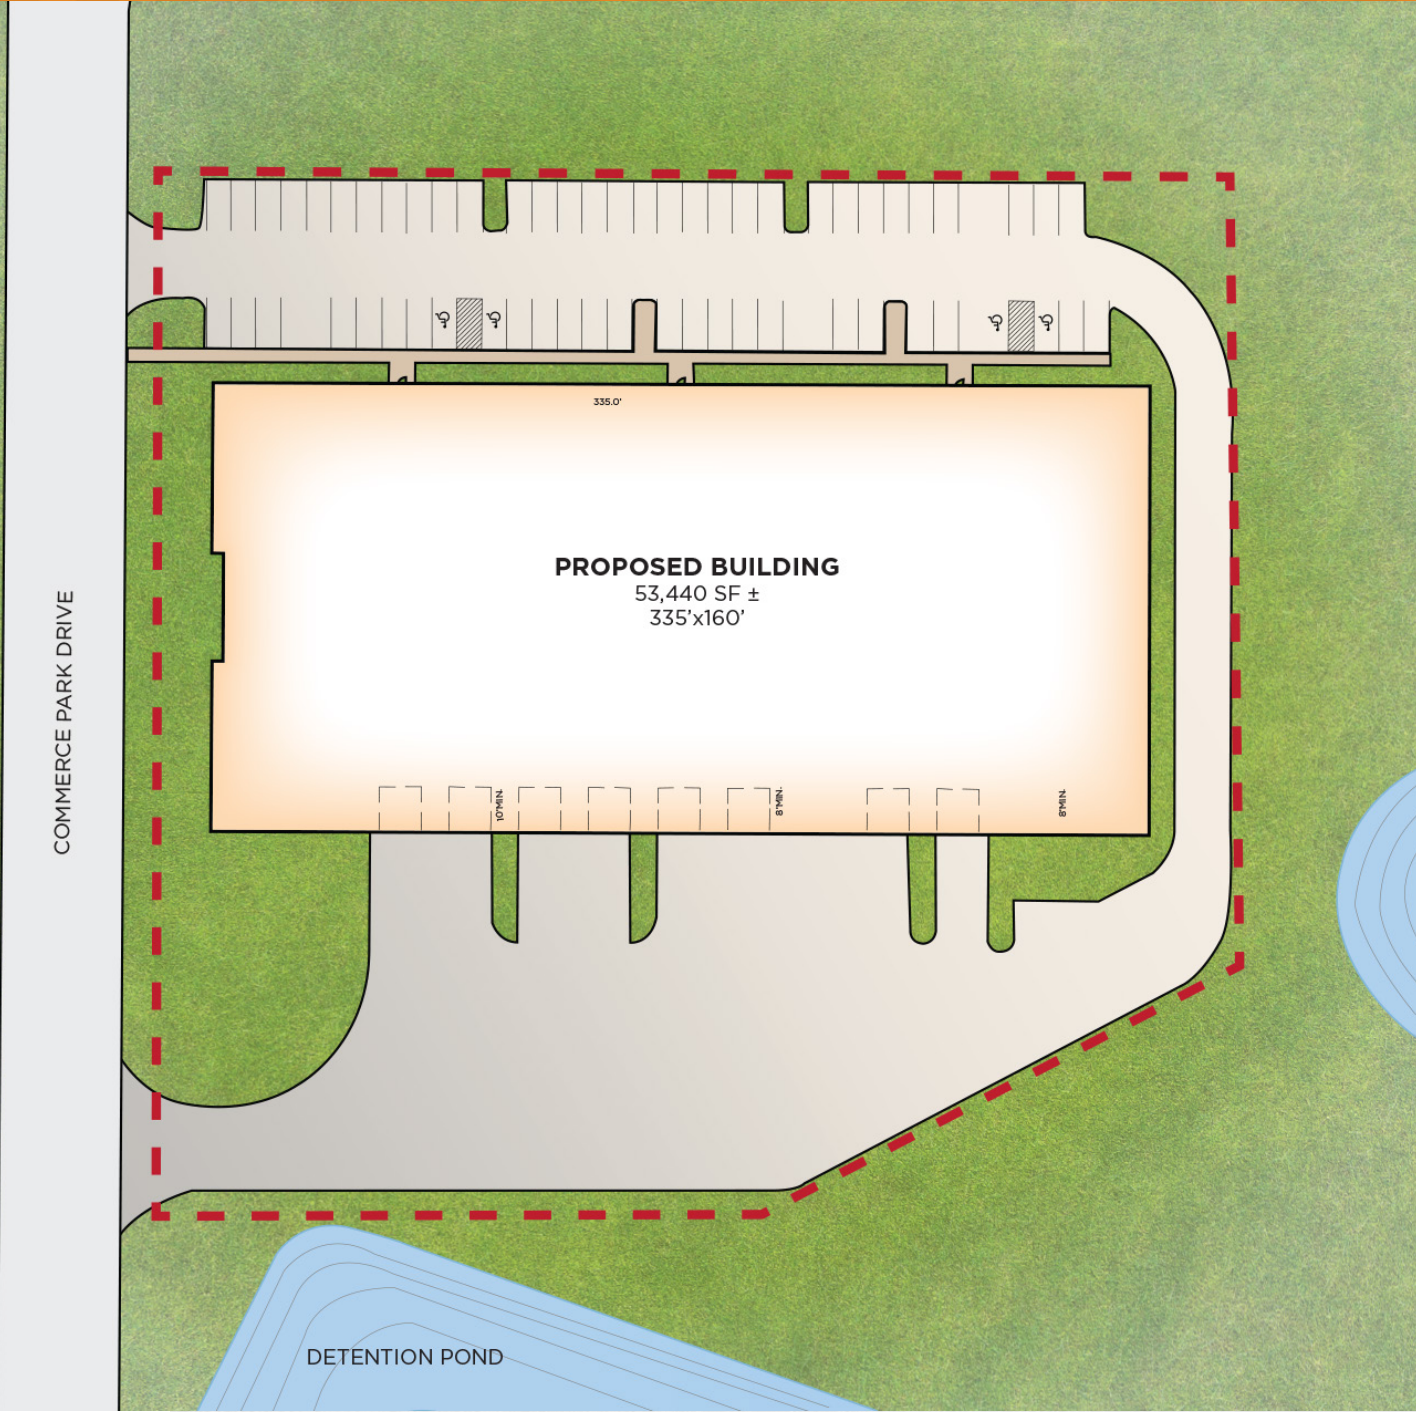 335.0'
PROPOSED BUILDING
53,440 SF ±
335’x160’
10'MIN.
8'MIN.
8'MIN.
COMMERCE PARK DRIVE
DETENTION POND